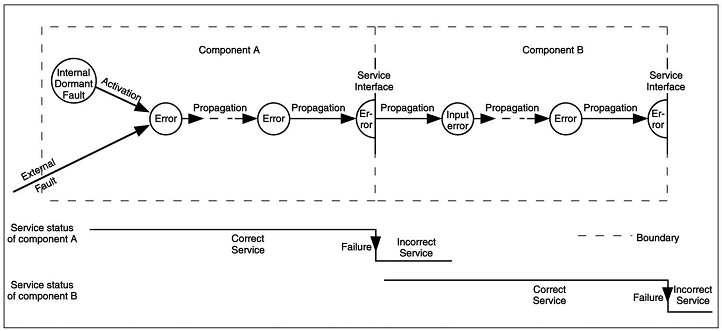 Component A
Component B
Internal
Dormant
Fault
Activation
Service
Interface
Service
Interface
Propagation
Propagation
Propagation
Propagation
Propagation
Error
Error
Er-
ror
Input
error
Error
Er-
ror
External
Fault
Service status
of component A
Correct
Service
Failure
Incorrect
Service
Boundary
Service status
of component B
Correct
Service
Failure
Incorrect
Service